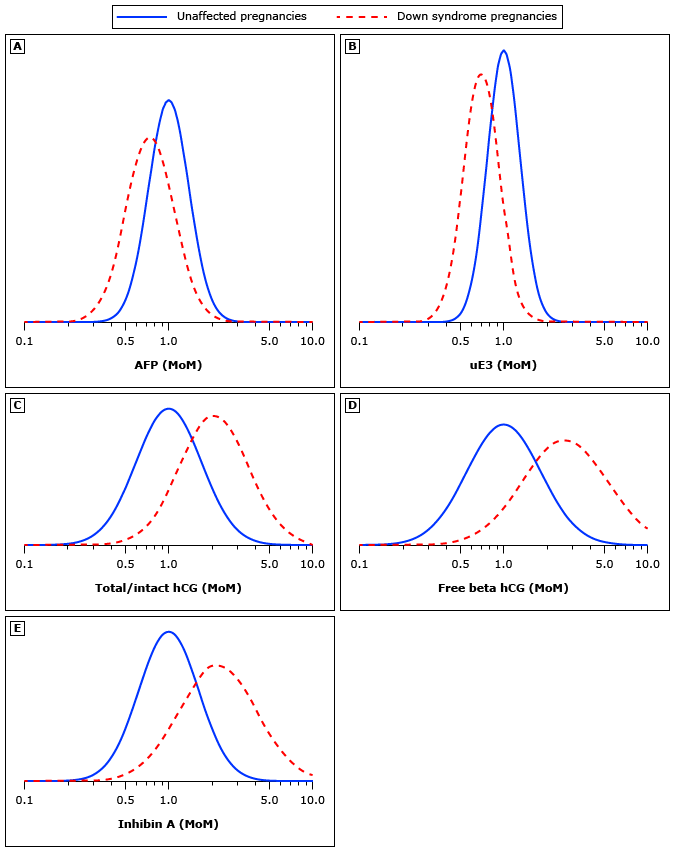 Unaffected pregnancies Down syndrome pregnancies
A
0.1 0.5 1.0 5.0 10.0
AFP (MoM)
B
0.1 0.5 1.0 5.0 10.0
uE3 (MoM)
C
0.1 0.5 1.0 5.0 10.0
Total/intact hCG (MoM)
D
0.1 0.5 1.0 5.0 10.0
Free beta hCG (MoM)
E
0.1 0.5 1.0 5.0 10.0
Inhibin A (MoM)